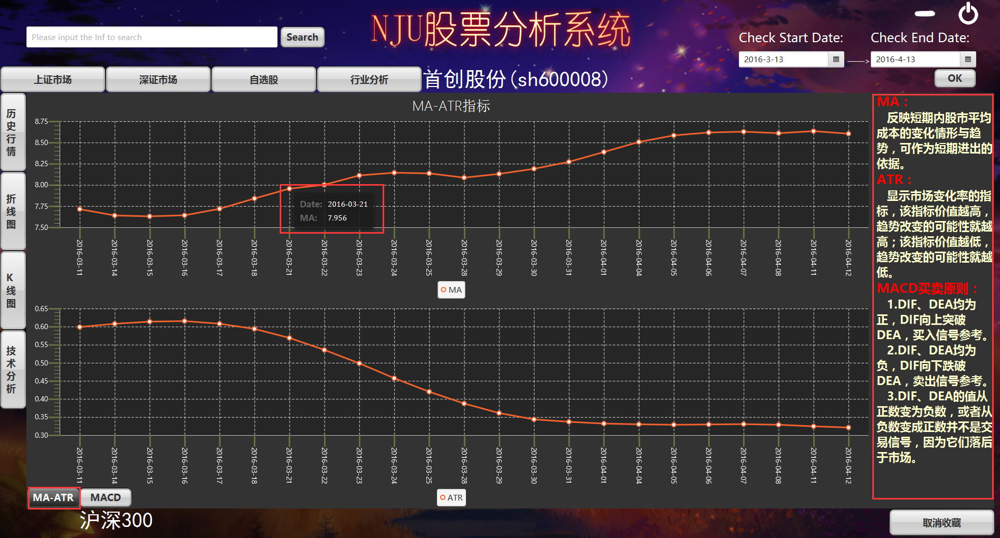 NJU股票分析系统
Please input the Inf to search
Search
Check Start Date:
Check End Date:
2016-3-13
——>
2016-4-13
OK
上证市场
深证市场
自选股
行业分析
首创股份(sh600008)
历史行情
折线图
K线图
技术分析
MA-ATR指标
8.75
8.50
8.25
8.00
7.75
7.50
Date: 2016-03-21
MA: 7.956
2016-03-11
2016-03-14
2016-03-15
2016-03-16
2016-03-17
2016-03-18
2016-03-21
2016-03-22
2016-03-23
2016-03-24
2016-03-25
2016-03-28
2016-03-29
2016-03-30
2016-03-31
2016-04-01
2016-04-04
2016-04-05
2016-04-06
2016-04-07
2016-04-08
2016-04-11
2016-04-12
MA
0.65
0.60
0.55
0.50
0.45
0.40
0.35
0.30
2016-03-11
2016-03-14
2016-03-15
2016-03-16
2016-03-17
2016-03-18
2016-03-21
2016-03-22
2016-03-23
2016-03-24
2016-03-25
2016-03-28
2016-03-29
2016-03-30
2016-03-31
2016-04-01
2016-04-04
2016-04-05
2016-04-06
2016-04-07
2016-04-08
2016-04-11
2016-04-12
ATR
MA-ATR
MACD
MA：
反映短期内股市平均
成本的变化情形与趋
势，可作为短期进出的
依据。
ATR：
显示市场变化率的指
标，该指标价值越高，
趋势改变的可能性就越
高；该指标价值越低，
趋势改变的可能性就越
低。
MACD买卖原则：
1.DIF、DEA均为
正，DIF向上突破
DEA，买入信号参考。
2.DIF、DEA均为
负，DIF向下跌破
DEA，卖出信号参考。
3.DIF、DEA的值从
正数变为负数，或者从
负数变成正数并不是交
易信号，因为它们落后
于市场。
沪深300
取消收藏